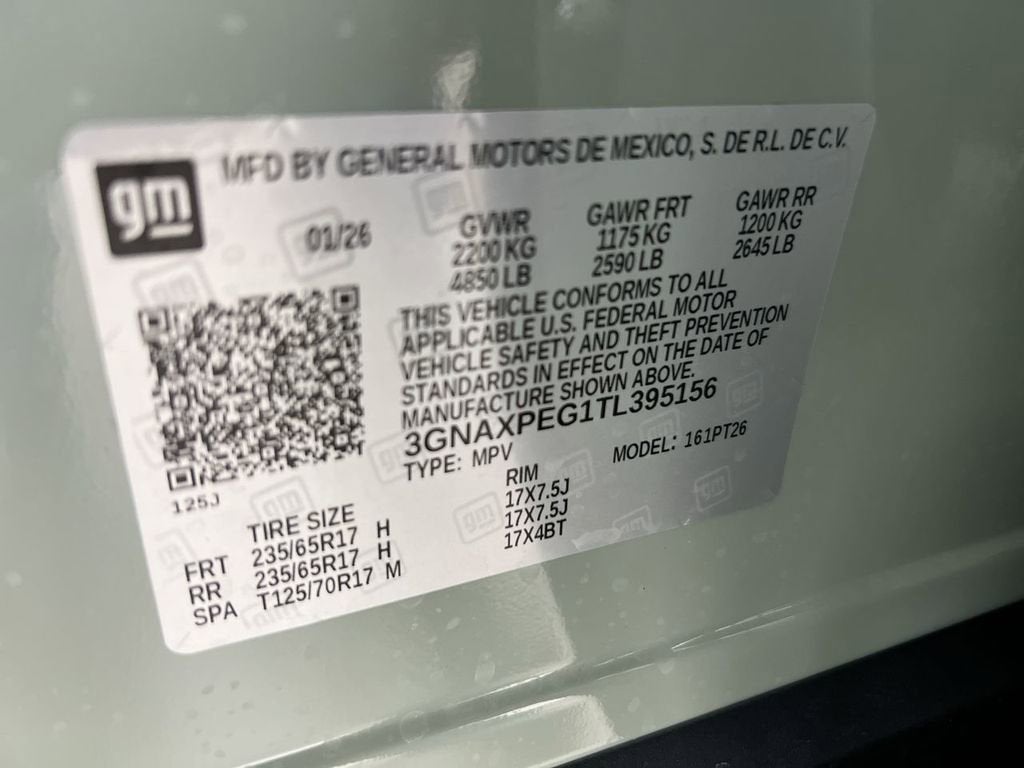 gm
MFD BY GENERAL MOTORS DE MEXICO, S. DE R.L. DE C.V.
01/26
GVWR
2200 KG
4850 LB
GAWR FRT
1175 KG
2590 LB
GAWR RR
1200 KG
2645 LB
THIS VEHICLE CONFORMS TO ALL
APPLICABLE U.S. FEDERAL MOTOR
VEHICLE SAFETY AND THEFT PREVENTION
STANDARDS IN EFFECT ON THE DATE OF
MANUFACTURE SHOWN ABOVE.
3GNAXPEG1TL395156
TYPE: MPV
MODEL: 161PT26
125J
TIRE SIZE RIM
FRT 235/65R17 H 17X7.5J
RR 235/65R17 H 17X7.5J
SPA T125/70R17 M 17X4BT